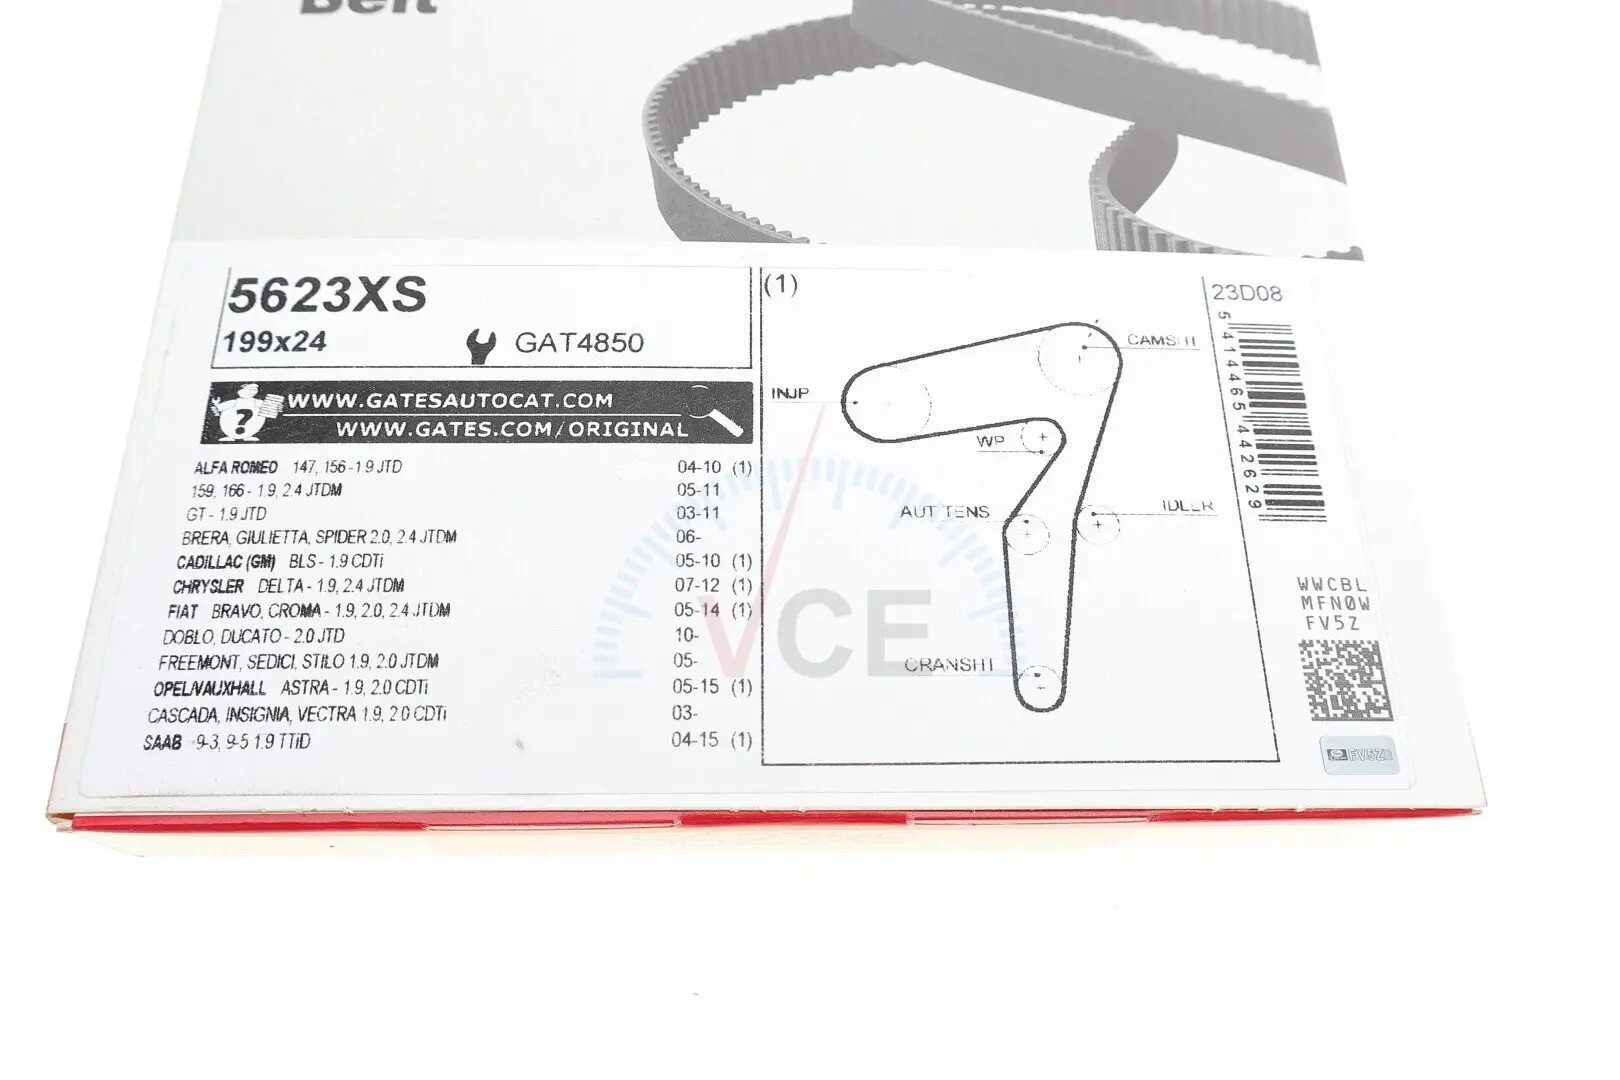 Belt
5623XS
199x24 GAT4850
WWW.GATESAUTOCAT.COM
WWW.GATES.COM/ORIGINAL
ALFA ROMEO 147, 156 - 1.9 JTD 04-10 (1)
159, 166 - 1.9, 2.4 JTDM 05-11
GT - 1.9 JTD 03-11
BRERA, GIULIETTA, SPIDER 2.0, 2.4 JTDM 06-
CADILLAC (GM) BLS - 1.9 CDTi 05-10 (1)
CHRYSLER DELTA - 1.9, 2.4 JTDM 07-12 (1)
FIAT BRAVO, CROMA - 1.9, 2.0, 2.4 JTDM 05-14 (1)
DOBLO, DUCATO - 2.0 JTD 10-
FREEMONT, SEDICI, STILO 1.9, 2.0 JTDM 05-
OPEL/VAUXHALL ASTRA - 1.9, 2.0 CDTi 05-15 (1)
CASCADA, INSIGNIA, VECTRA 1.9, 2.0 CDTi 03-
SAAB 9-3, 9-5 1.9 TTiD 04-15 (1)
(1)
CAMSHT
INJP
WP
AUT TENS
IDLER
CRANSHT
VCE
23D08
5414465442629
WWCBL
MFN0W
FV5Z
FV5Z